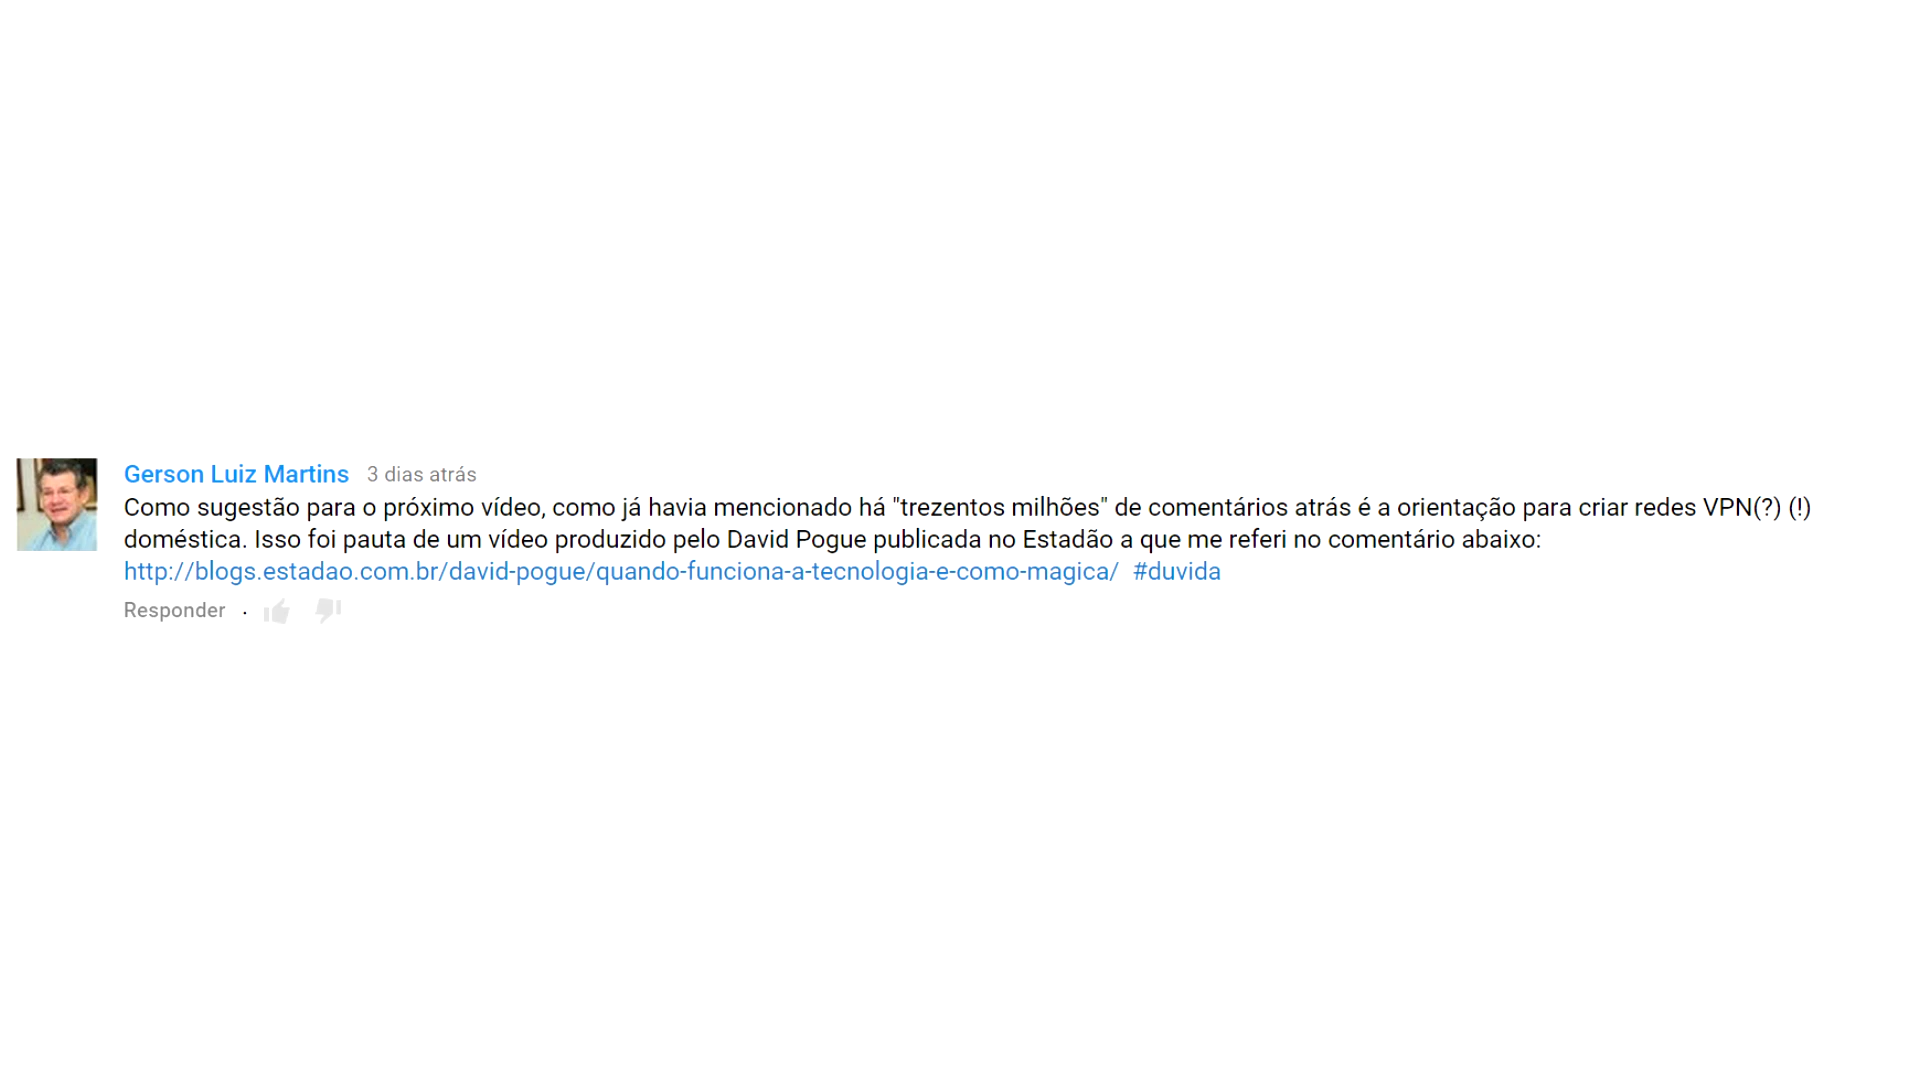 Gerson Luiz Martins 3 dias atrás
Como sugestão para o próximo vídeo, como já havia mencionado há "trezentos milhões" de comentários atrás é a orientação para criar redes VPN(?) (!)
doméstica. Isso foi pauta de um vídeo produzido pelo David Pogue publicada no Estadão a que me referi no comentário abaixo:
http://blogs.estadao.com.br/david-pogue/quando-funciona-a-tecnologia-e-como-magica/ #duvida
Responder ·